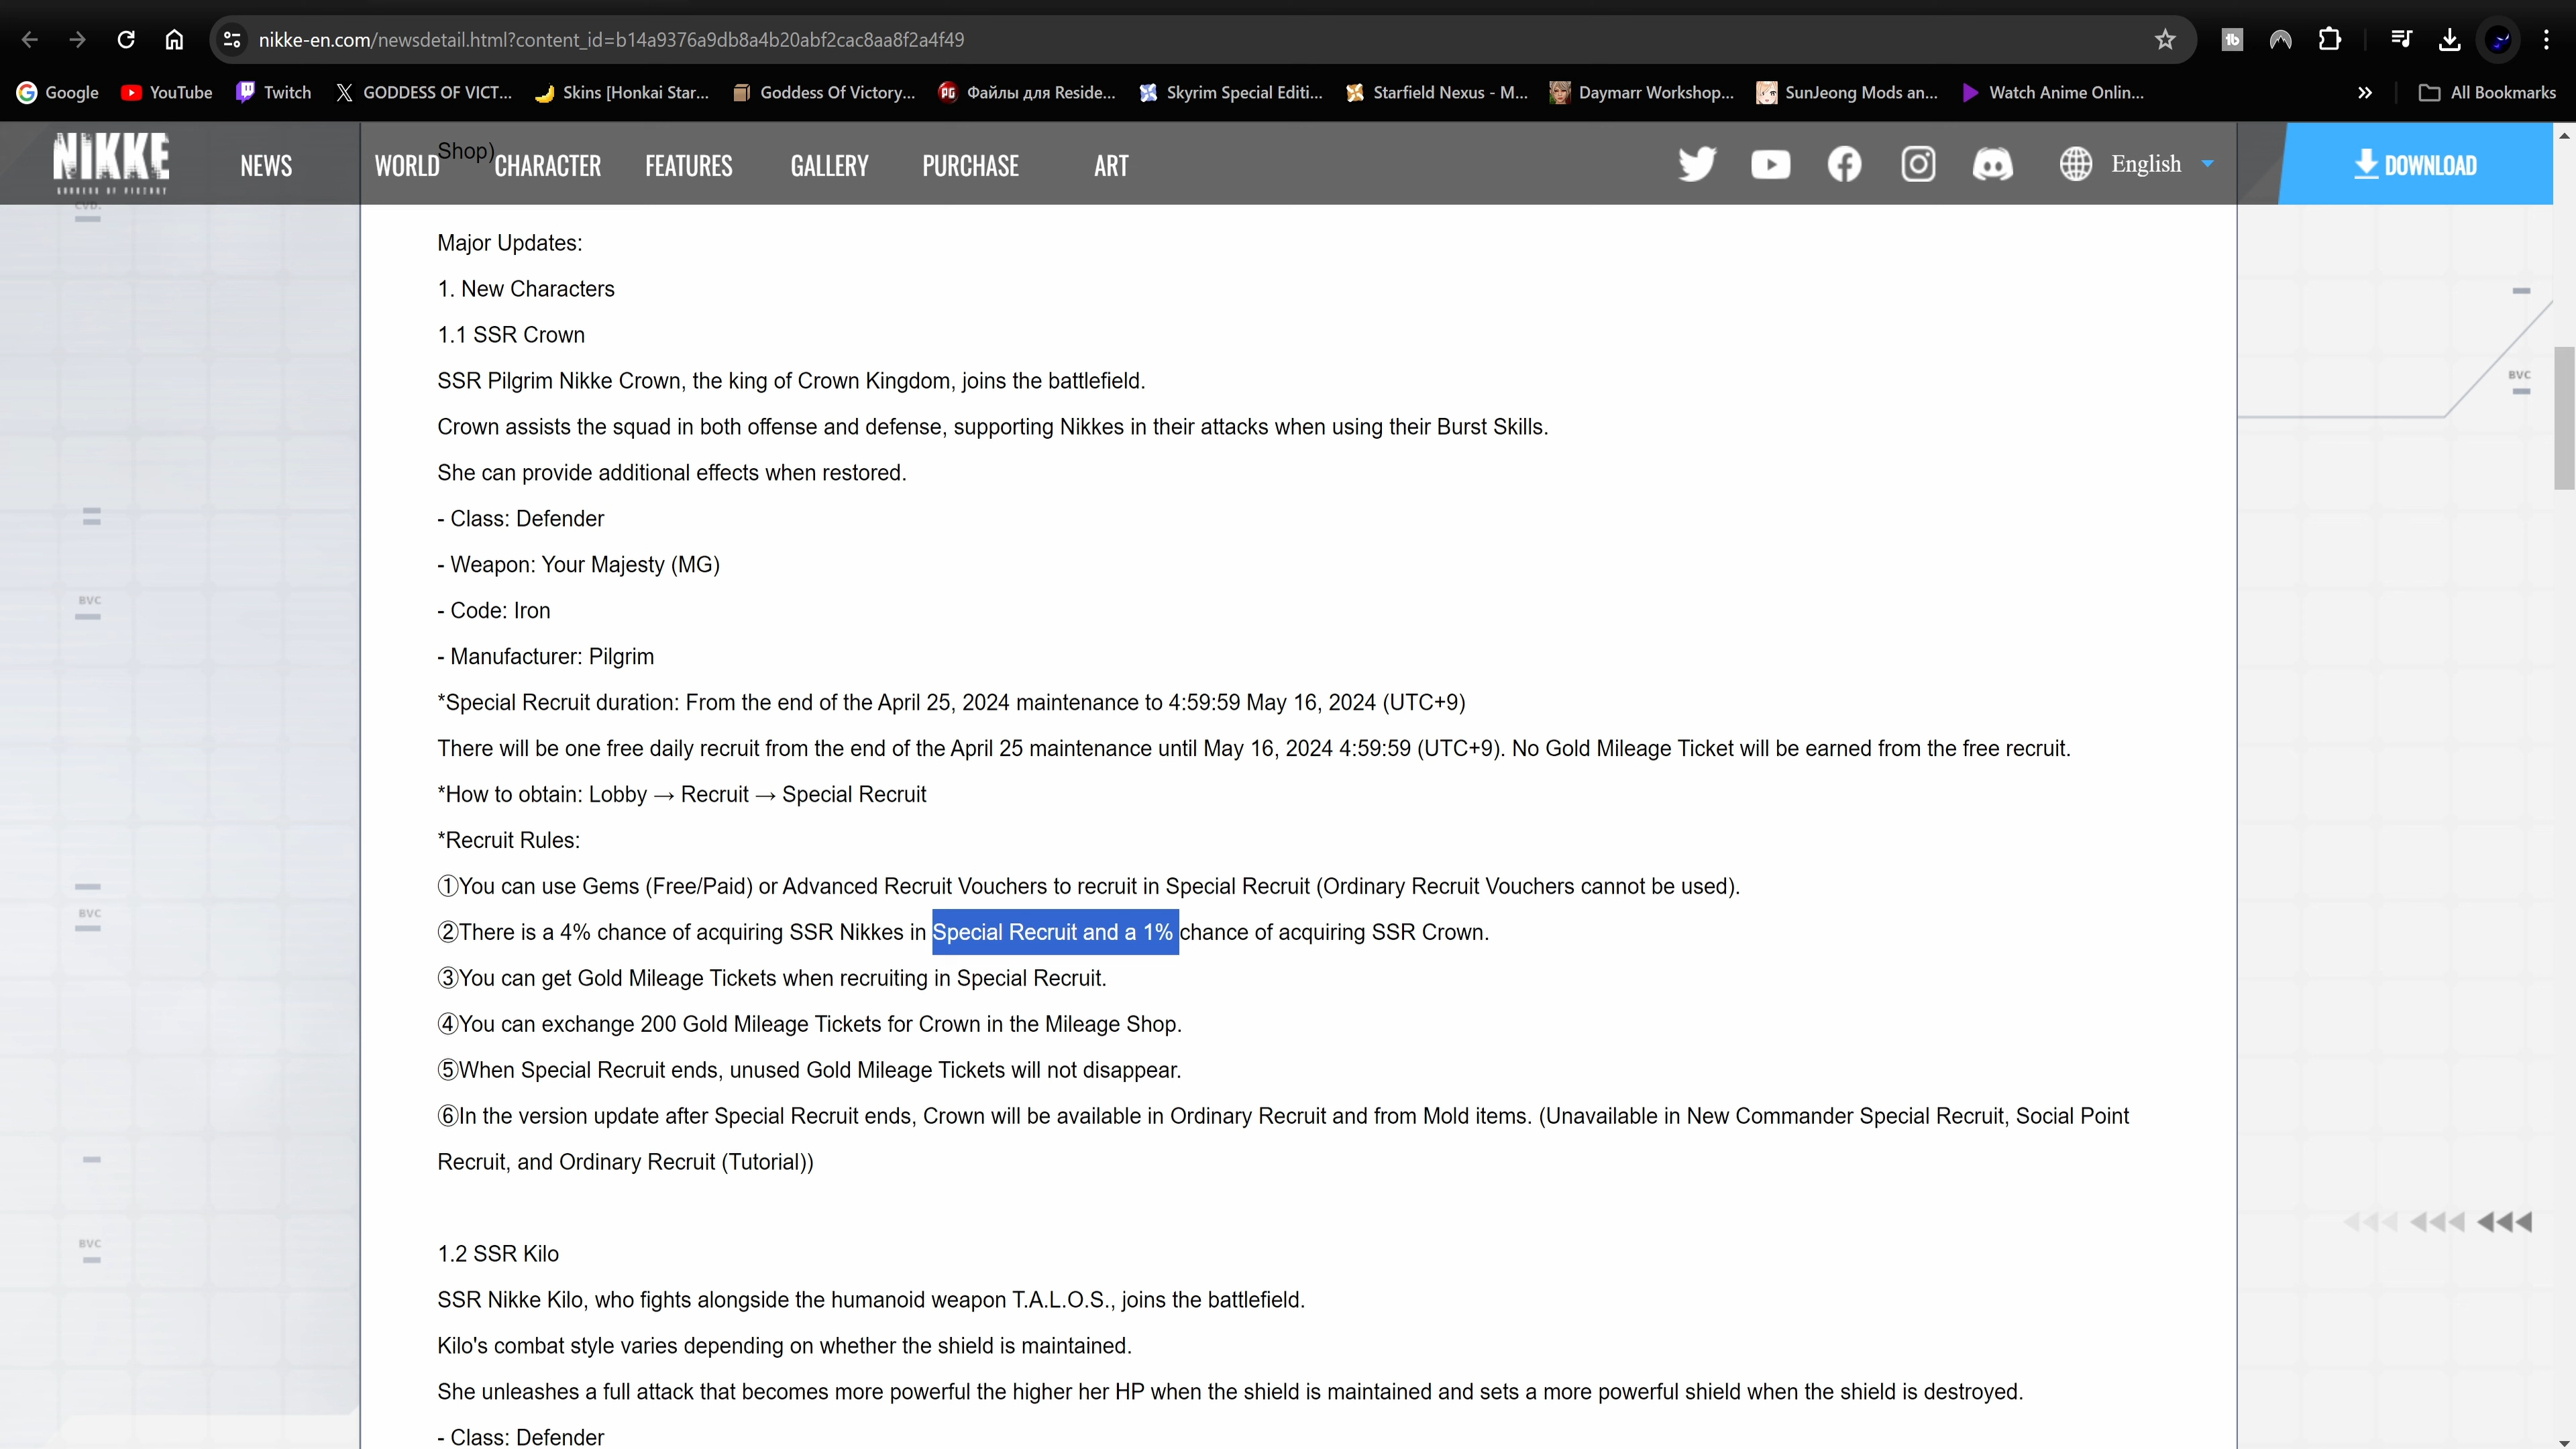 nikke-en.com/newsdetail.html?content_id=b14a9376a9db8a4b20abf2cac8aa8f2a4f49
Google YouTube Twitch GODDESS OF VICT... Skins [Honkai Star... Goddess Of Victory... Файлы для Reside... Skyrim Special Editi... Starfield Nexus - M... Daymarr Workshop... SunJeong Mods an... Watch Anime Onlin... All Bookmarks
Shop)
NIKKE NEWS WORLD CHARACTER FEATURES GALLERY PURCHASE ART English DOWNLOAD
GODDESS OF VICTORY
CVD.
Major Updates:
1. New Characters
1.1 SSR Crown
SSR Pilgrim Nikke Crown, the king of Crown Kingdom, joins the battlefield.
BVC
Crown assists the squad in both offense and defense, supporting Nikkes in their attacks when using their Burst Skills.
She can provide additional effects when restored.
- Class: Defender
- Weapon: Your Majesty (MG)
BVC
- Code: Iron
- Manufacturer: Pilgrim
*Special Recruit duration: From the end of the April 25, 2024 maintenance to 4:59:59 May 16, 2024 (UTC+9)
There will be one free daily recruit from the end of the April 25 maintenance until May 16, 2024 4:59:59 (UTC+9). No Gold Mileage Ticket will be earned from the free recruit.
*How to obtain: Lobby → Recruit → Special Recruit
*Recruit Rules:
①You can use Gems (Free/Paid) or Advanced Recruit Vouchers to recruit in Special Recruit (Ordinary Recruit Vouchers cannot be used).
BVC
②There is a 4% chance of acquiring SSR Nikkes in Special Recruit and a 1% chance of acquiring SSR Crown.
③You can get Gold Mileage Tickets when recruiting in Special Recruit.
④You can exchange 200 Gold Mileage Tickets for Crown in the Mileage Shop.
⑤When Special Recruit ends, unused Gold Mileage Tickets will not disappear.
⑥In the version update after Special Recruit ends, Crown will be available in Ordinary Recruit and from Mold items. (Unavailable in New Commander Special Recruit, Social Point
Recruit, and Ordinary Recruit (Tutorial))
BVC
1.2 SSR Kilo
SSR Nikke Kilo, who fights alongside the humanoid weapon T.A.L.O.S., joins the battlefield.
Kilo's combat style varies depending on whether the shield is maintained.
She unleashes a full attack that becomes more powerful the higher her HP when the shield is maintained and sets a more powerful shield when the shield is destroyed.
- Class: Defender